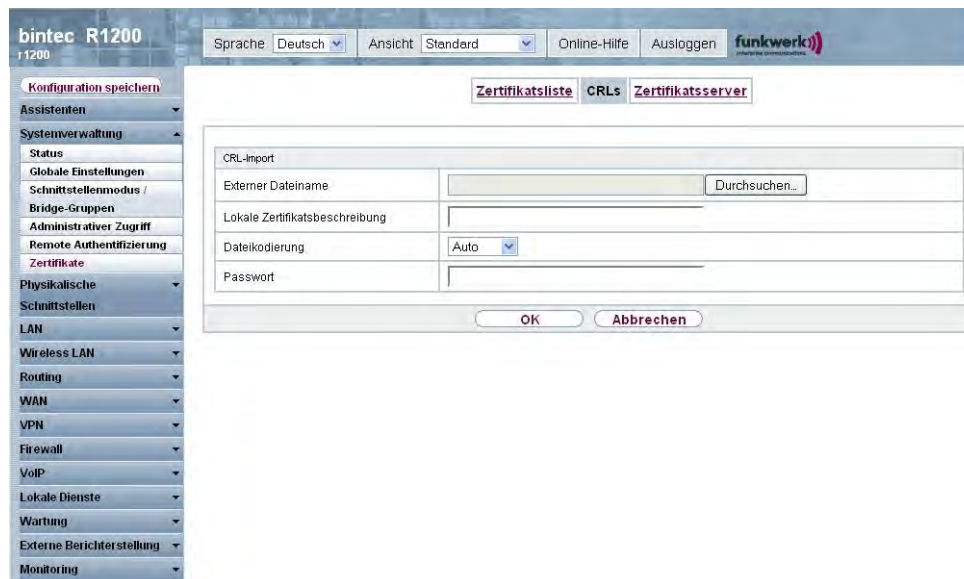 bintec R1200
r1200
Sprache Deutsch Ansicht Standard Online-Hilfe Ausloggen funkwerk
Konfiguration speichern
Assistenten
Systemverwaltung
Status
Globale Einstellungen
Schnittstellenmodus /
Bridge-Gruppen
Administrativer Zugriff
Remote Authentifizierung
Zertifikate
Physikalische
Schnittstellen
LAN
Wireless LAN
Routing
WAN
VPN
Firewall
VoIP
Lokale Dienste
Wartung
Externe Berichterstellung
Monitoring
Zertifikatsliste CRLs Zertifikatsserver
CRL-Import
Externer Dateiname Durchsuchen...
Lokale Zertifikatsbeschreibung
Dateikodierung Auto
Passwort
OK Abbrechen